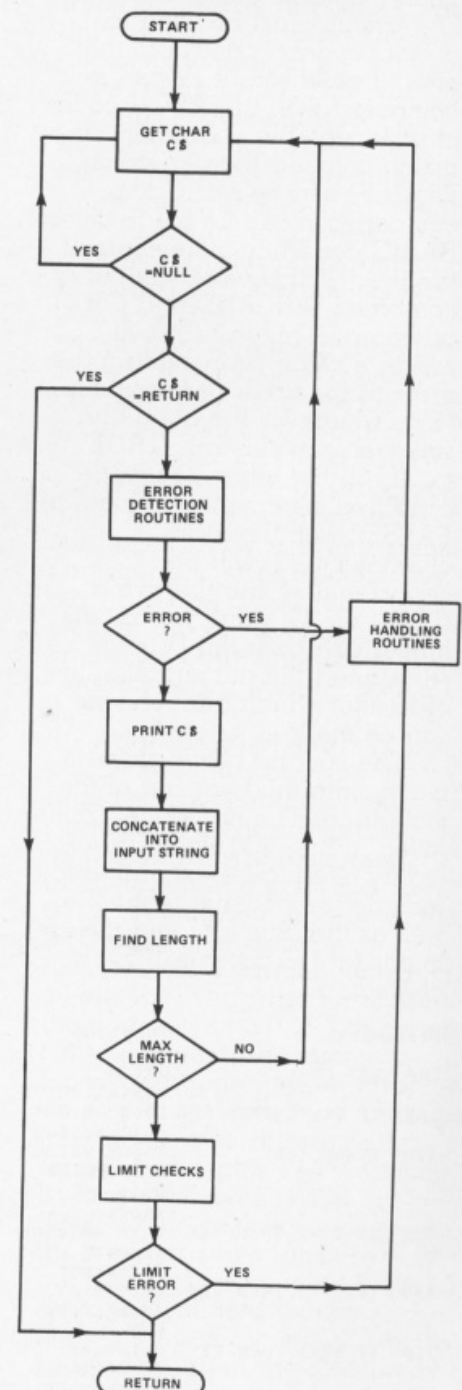 START
GET CHAR
C$
YES
C$
=NULL
YES
C$
=RETURN
ERROR
DETECTION
ROUTINES
ERROR
?
YES
ERROR
HANDLING
ROUTINES
PRINT C$
CONCATENATE
INTO
INPUT STRING
FIND LENGTH
MAX
LENGTH
?
NO
LIMIT CHECKS
LIMIT
ERROR
?
YES
RETURN